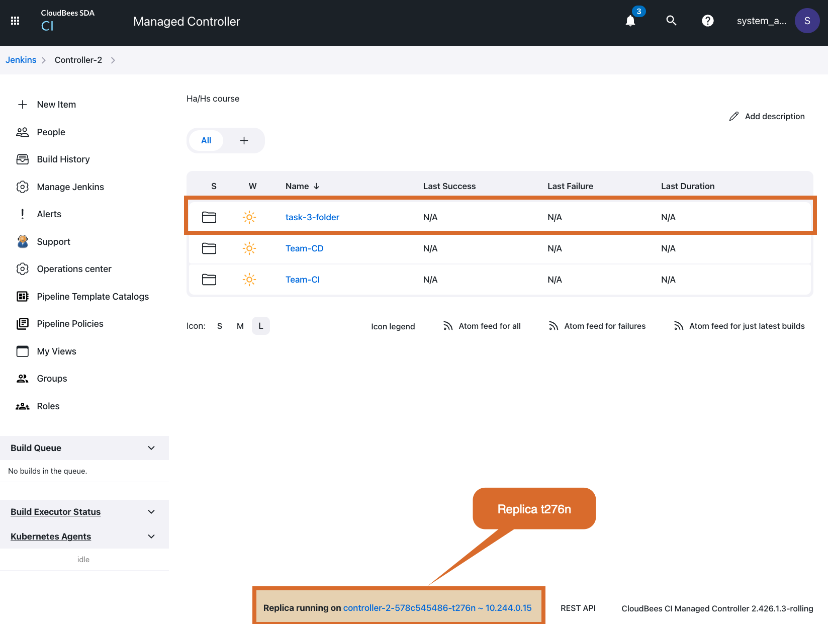 CloudBees SDA
CI
Managed Controller
3
system_a...
S
Jenkins
Controller-2
New Item
People
Build History
Manage Jenkins
Alerts
Support
Operations center
Pipeline Template Catalogs
Pipeline Policies
My Views
Groups
Roles
Build Queue
No builds in the queue.
Build Executor Status
Kubernetes Agents
idle
Ha/Hs course
Add description
All +
S W Name ↓ Last Success Last Failure Last Duration
task-3-folder N/A N/A N/A
Team-CD N/A N/A N/A
Team-CI N/A N/A N/A
Icon: S M L Icon legend Atom feed for all Atom feed for failures Atom feed for just latest builds
Replica t276n
Replica running on controller-2-578c545486-t276n ~ 10.244.0.15 REST API CloudBees CI Managed Controller 2.426.1.3-rolling